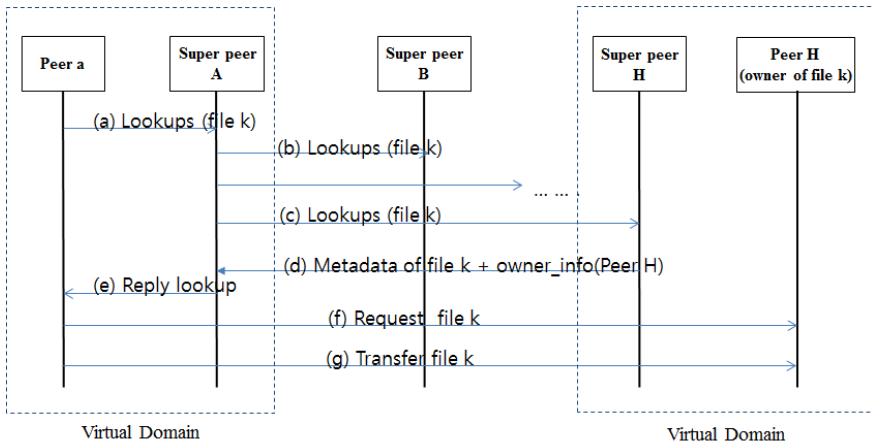 Peer a
Super peer
A
Super peer
B
Super peer
H
Peer H
(owner of file k)
(a) Lookups (file k)
(b) Lookups (file k)
... ... .
(c) Lookups (file k)
(d) Metadata of file k + owner_info(Peer H)
(e) Reply lookup
(f) Request file k
(g) Transfer file k
Virtual Domain
Virtual Domain